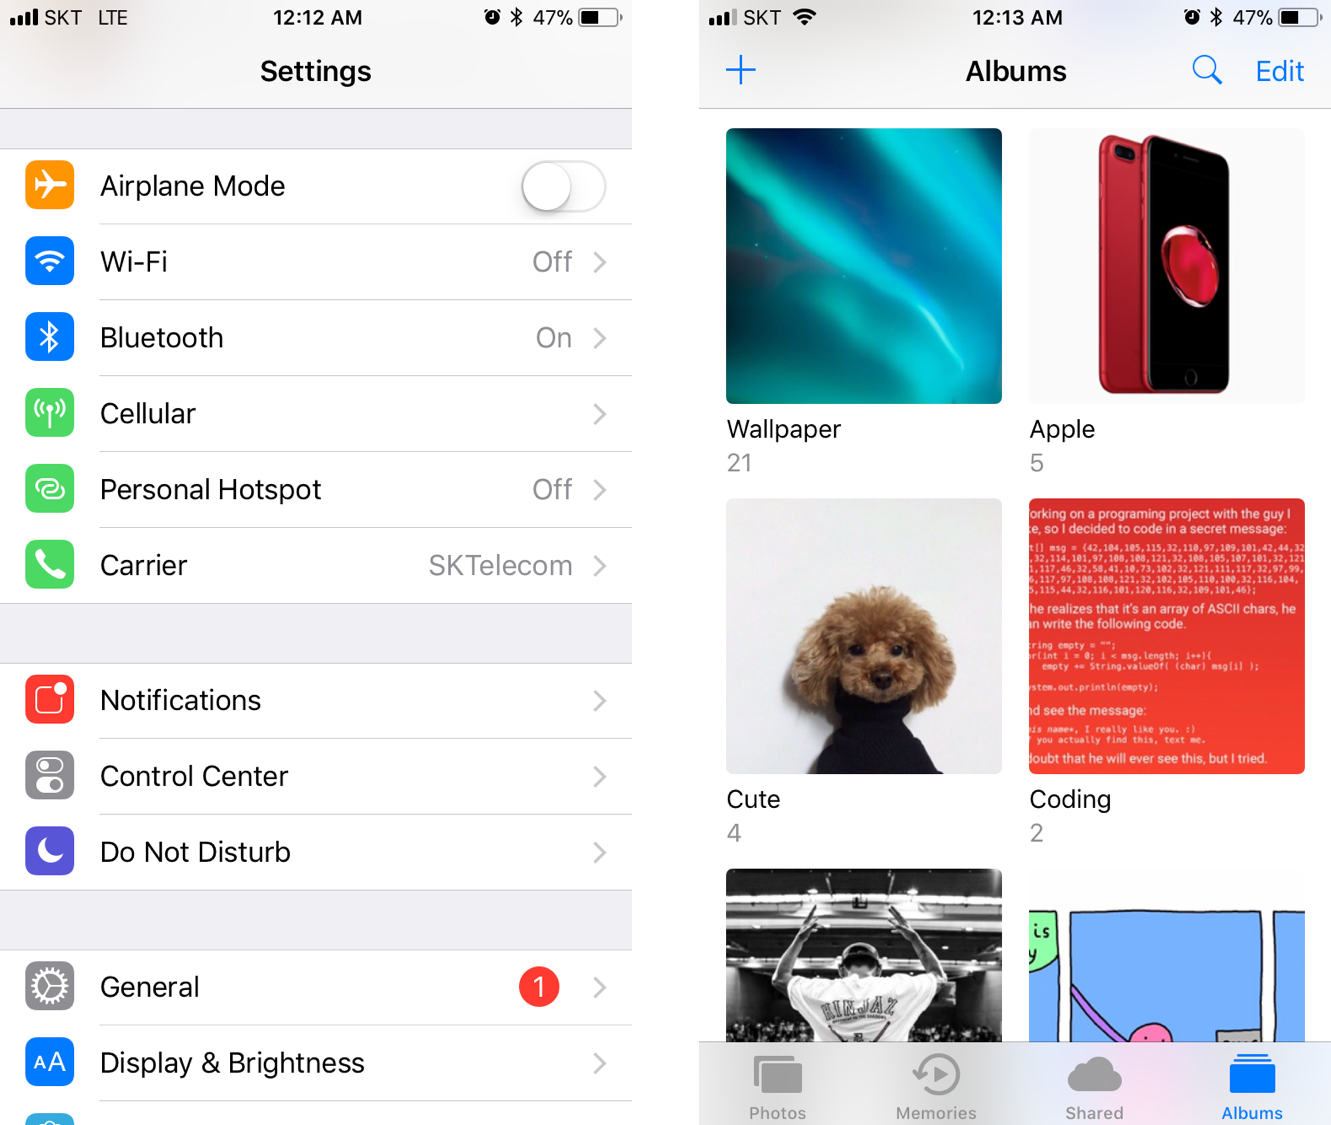 SKT LTE 12:12 AM 47%
Settings
Airplane Mode
Wi-Fi Off
Bluetooth On
Cellular
Personal Hotspot Off
Carrier SKTelecom
Notifications
Control Center
Do Not Disturb
General 1
AA Display & Brightness
SKT 12:13 AM 47%
Albums Edit
Wallpaper Apple
21 5
orking on a programing project with the guy I
e, so I decided to code in a secret message:
t[] msg = {42,104,105,115,32,110,97,109,101,42,44,32
,32,114,101,97,108,108,121,32,108,105,107,101,32,121
1,117,46,32,58,41,10,73,102,32,121,111,117,32,97,99,
6,117,97,108,108,121,32,102,105,110,100,32,116,104,
5,115,44,32,116,101,120,116,32,109,101,46};
he realizes that it's an array of ASCII chars, he
n write the following code.
tring empty = "";
r(int i = 0; i < msg.length; i++){
empty += String.valueOf( (char) msg[i] );
ystem.out.println(empty);
nd see the message:
his name*, I really like you. :)
f you actually find this, text me.
doubt that he will ever see this, but I tried.
Cute Coding
4 2
HINJAZ
is
y
Photos Memories Shared Albums